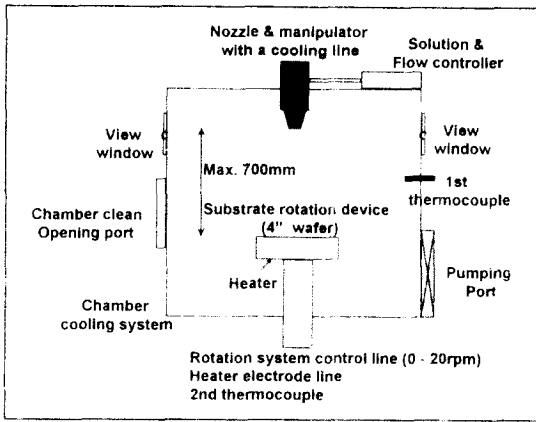 Nozzle & manipulator
with a cooling line
Solution &
Flow controller
View
window
View
window
Max. 700mm
1st
thermocouple
Chamber clean
Opening port
Substrate rotation device
(4" wafer)
Heater
Pumping
Port
Chamber
cooling system
Rotation system control line (0 - 20rpm)
Heater electrode line
2nd thermocouple